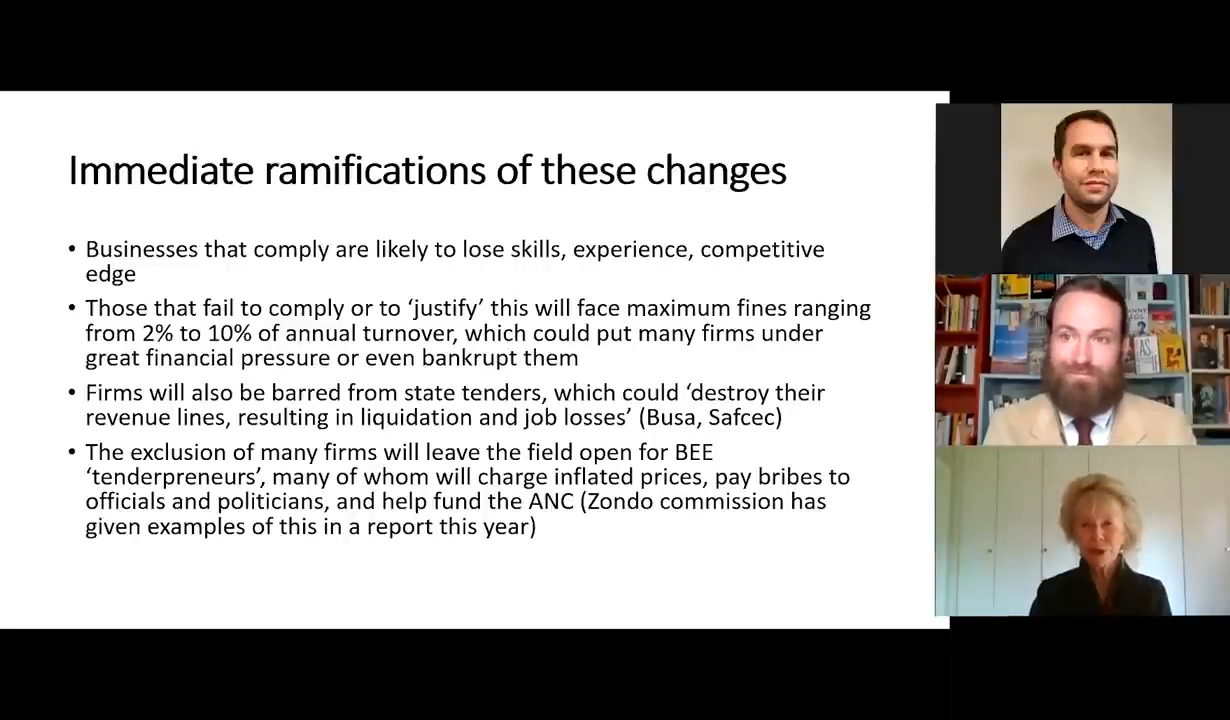 Immediate ramifications of these changes
• Businesses that comply are likely to lose skills, experience, competitive
edge
• Those that fail to comply or to ‘justify’ this will face maximum fines ranging
from 2% to 10% of annual turnover, which could put many firms under
great financial pressure or even bankrupt them
• Firms will also be barred from state tenders, which could ‘destroy their
revenue lines, resulting in liquidation and job losses’ (Busa, Safcec)
• The exclusion of many firms will leave the field open for BEE
‘tenderpreneurs’, many of whom will charge inflated prices, pay bribes to
officials and politicians, and help fund the ANC (Zondo commission has
given examples of this in a report this year)